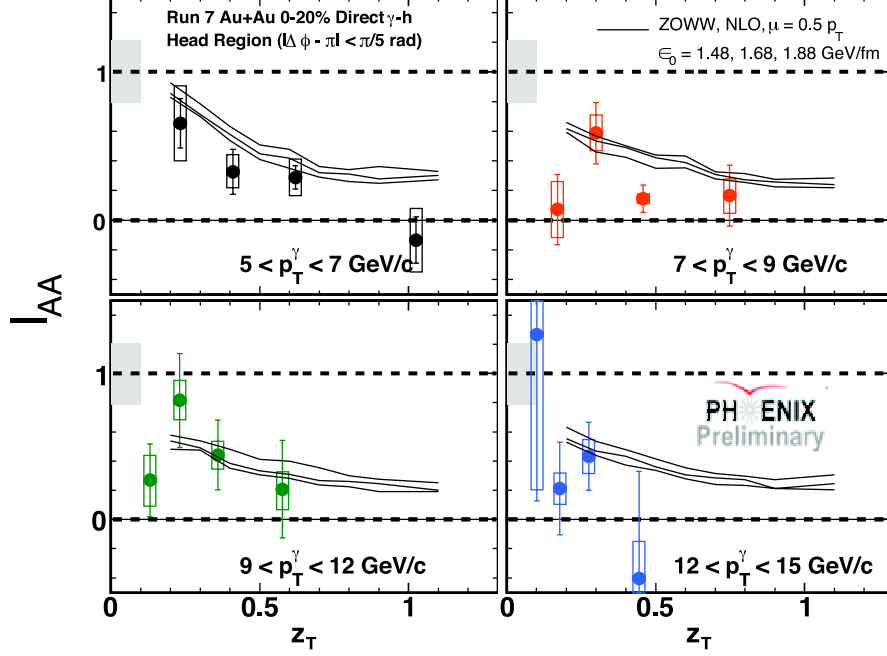 Run 7 Au+Au 0-20% Direct γ-h
Head Region (|Δ ϕ - π| < π/5 rad)
ZOWW, NLO, μ = 0.5 p_T
∈_0 = 1.48, 1.68, 1.88 GeV/fm
1
0
5 < p_T^γ < 7 GeV/c
7 < p_T^γ < 9 GeV/c
I_AA
1
0
PHENIX
Preliminary
9 < p_T^γ < 12 GeV/c
12 < p_T^γ < 15 GeV/c
0 0.5 1
0 0.5 1
z_T
z_T